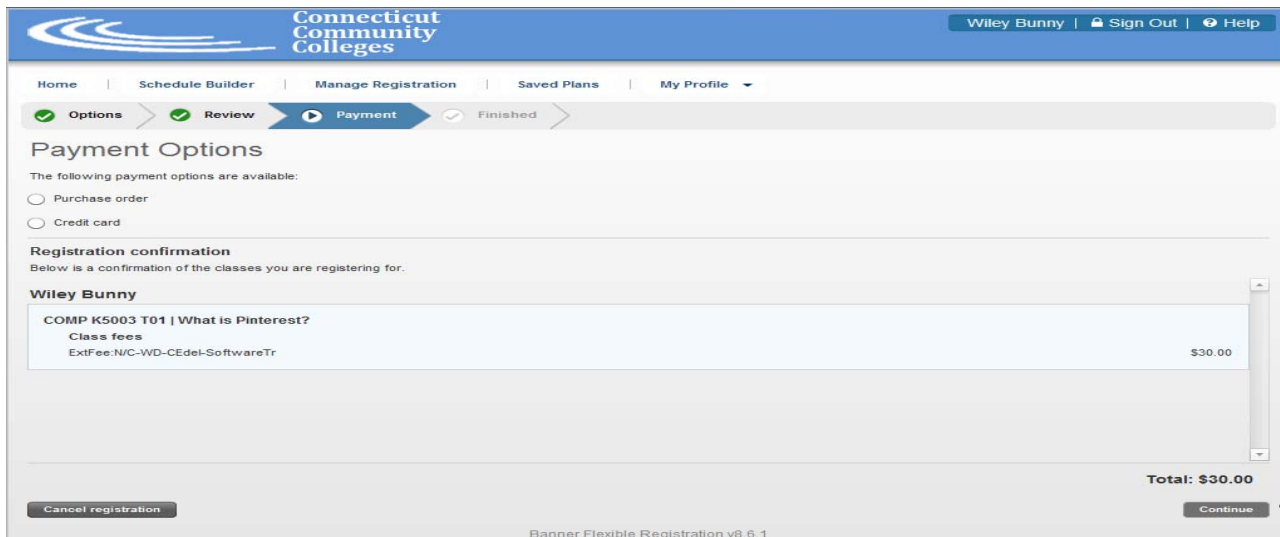 Connecticut
Community
Colleges
Wiley Bunny | Sign Out | Help
Home | Schedule Builder | Manage Registration | Saved Plans | My Profile
Options Review Payment Finished
Payment Options
The following payment options are available:
Purchase order
Credit card
Registration confirmation
Below is a confirmation of the classes you are registering for.
Wiley Bunny
COMP K5003 T01 | What is Pinterest?
Class fees
ExtFee:N/C-WD-CEdel-SoftwareTr $30.00
Total: $30.00
Cancel registration Continue
Banner Flexible Registration v8.6.1